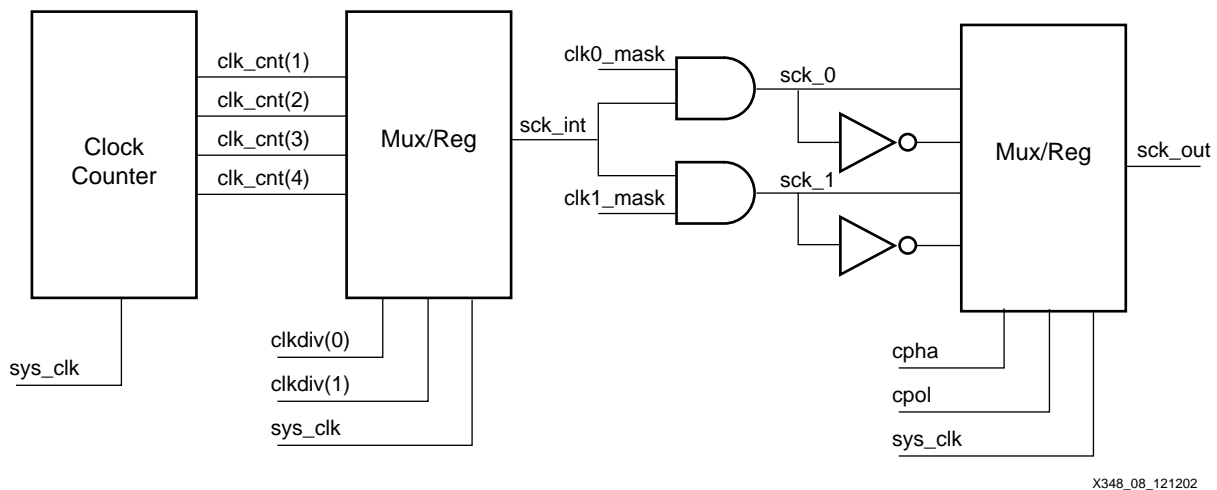 clk_cnt(1)
clk_cnt(2)
clk_cnt(3)
clk_cnt(4)
Clock
Counter
sys_clk
Mux/Reg
clkdiv(0)
clkdiv(1)
sys_clk
sck_int
clk0_mask
clk1_mask
sck_0
sck_1
Mux/Reg
sck_out
cpha
cpol
sys_clk
X348_08_121202